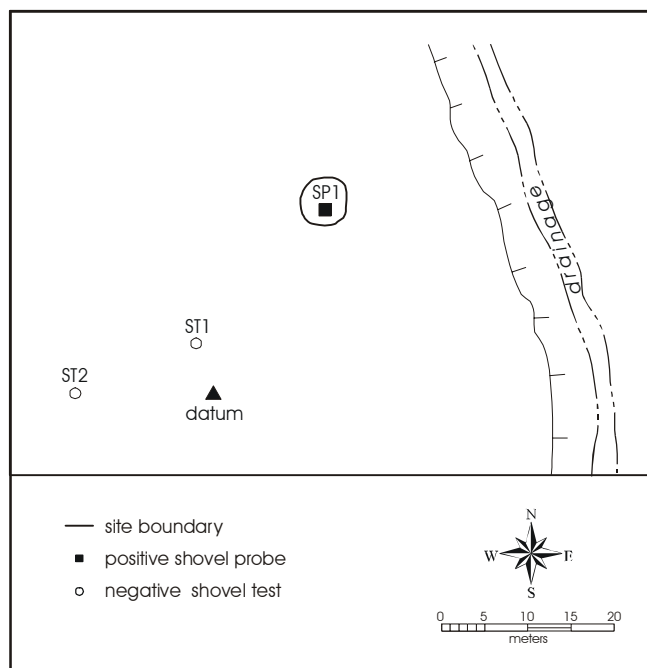 SP1
drainage
ST1
ST2
datum
site boundary
positive shovel probe
negative shovel test
N
W E
S
0 5 10 15 20
meters